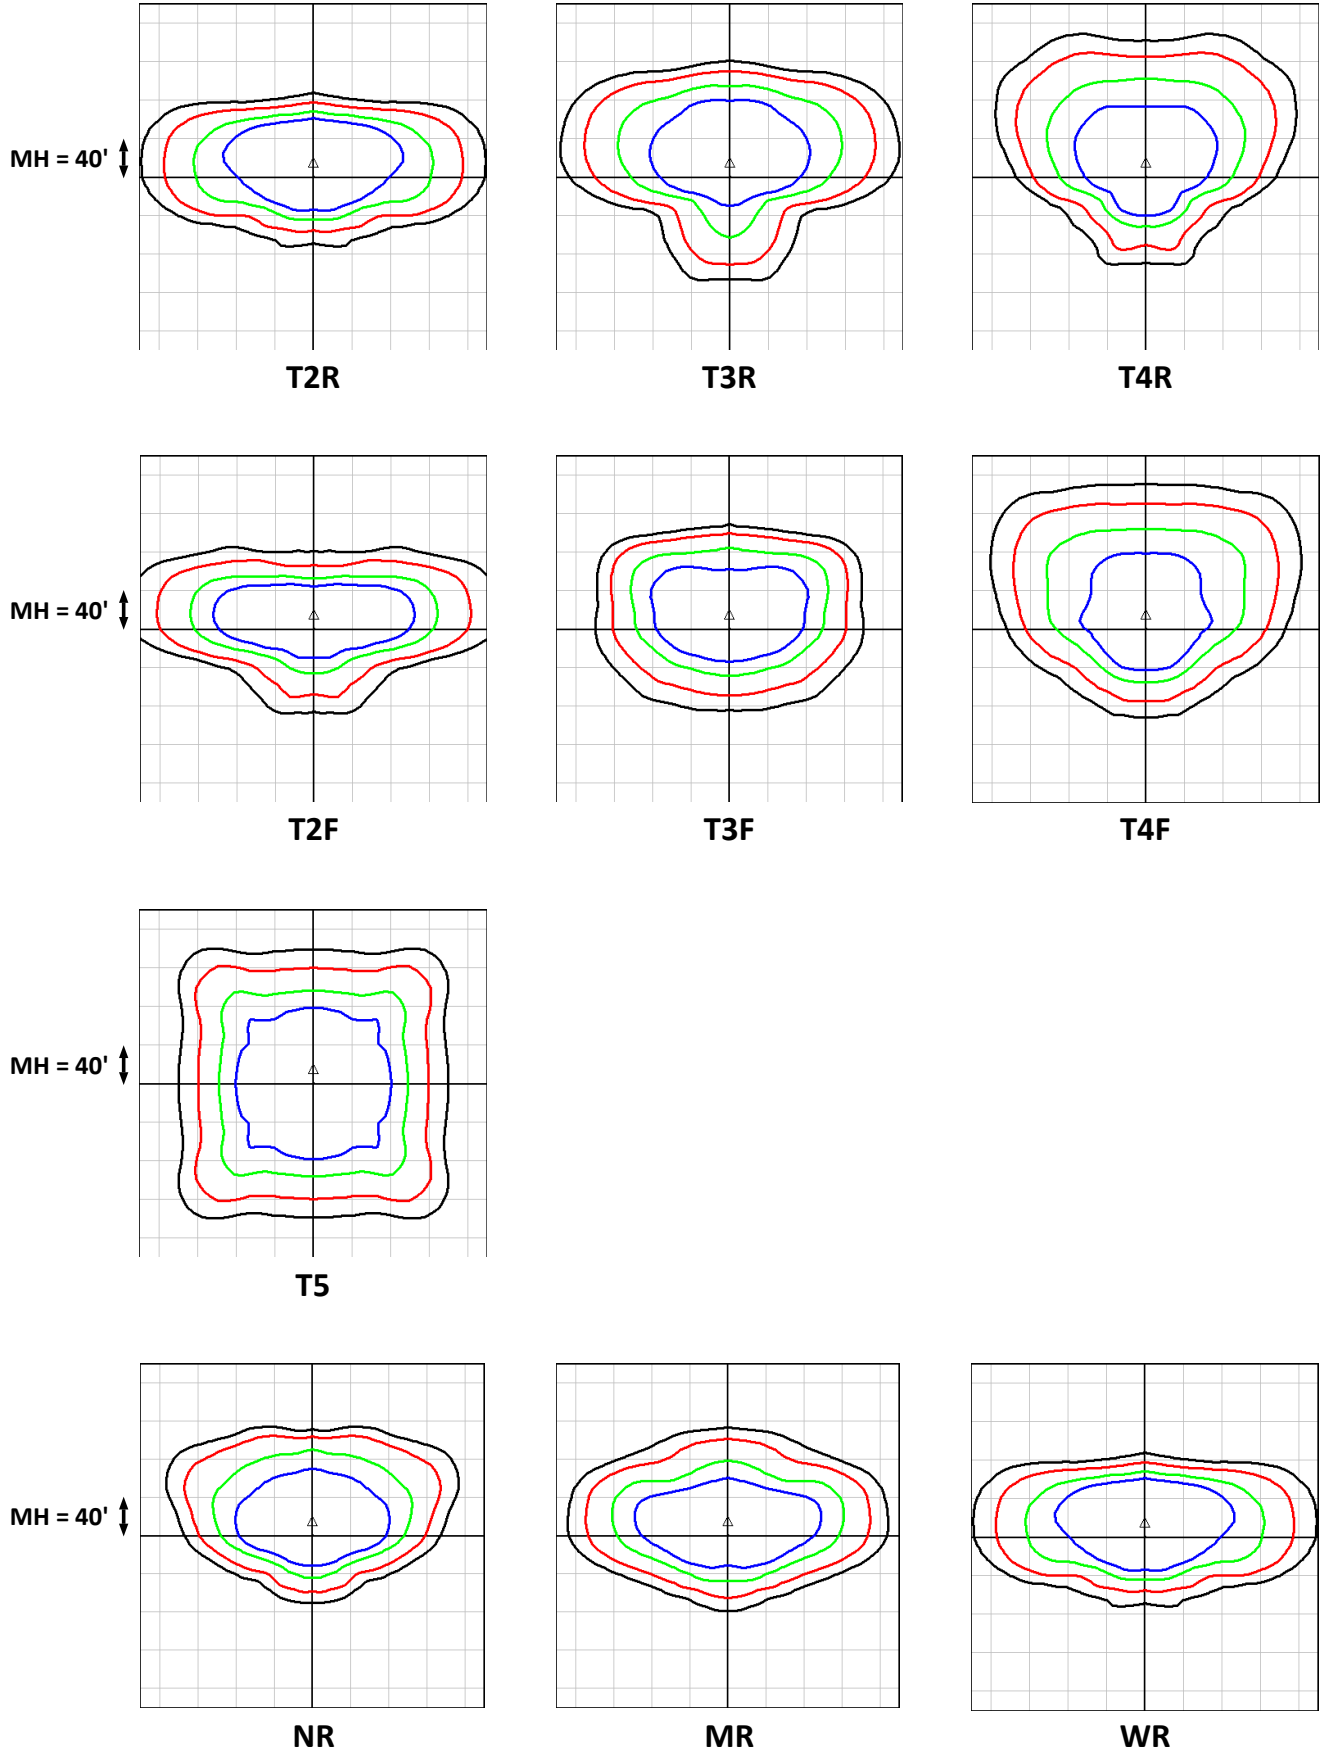 MH = 40'
T2R
T3R
T4R
MH = 40'
T2F
T3F
T4F
MH = 40'
T5
MH = 40'
NR
MR
WR